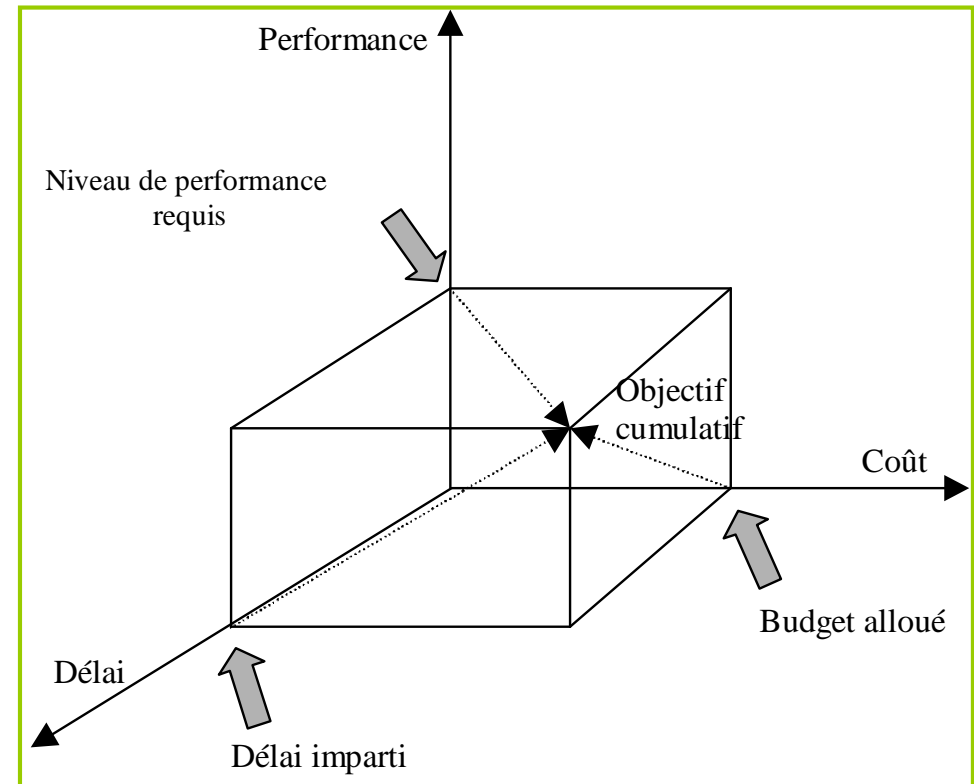 Performance
Niveau de performance
requis
Objectif
cumulatif
Coût
Budget alloué
Délai
Délai imparti